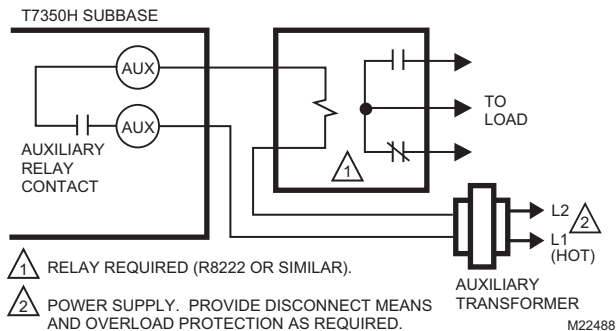 T7350H SUBBASE
AUX
AUX
AUXILIARY
RELAY
CONTACT
TO
LOAD
1
L2
2
L1
(HOT)
AUXILIARY
TRANSFORMER
1 RELAY REQUIRED (R8222 OR SIMILAR).
2 POWER SUPPLY. PROVIDE DISCONNECT MEANS
AND OVERLOAD PROTECTION AS REQUIRED.
M22488